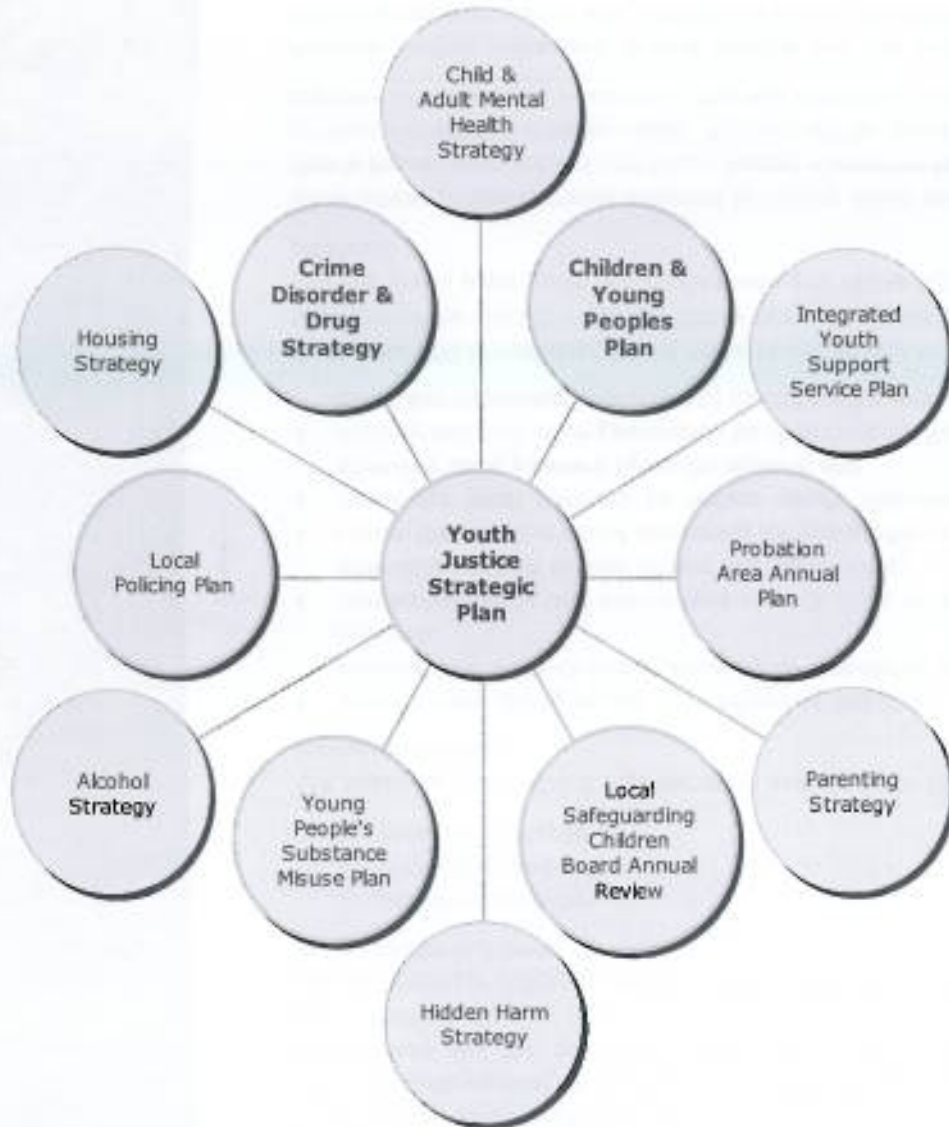 Child &
Adult Mental
Health
Strategy
Crime
Disorder &
Drug
Strategy
Children &
Young
Peoples
Plan
Housing
Strategy
Integrated
Youth
Support
Service Plan
Local
Policing Plan
Youth
Justice
Strategic
Plan
Probation
Area Annual
Plan
Alcohol
Strategy
Young
People's
Substance
Misuse Plan
Local
Safeguarding
Children
Board Annual
Review
Parenting
Strategy
Hidden Harm
Strategy